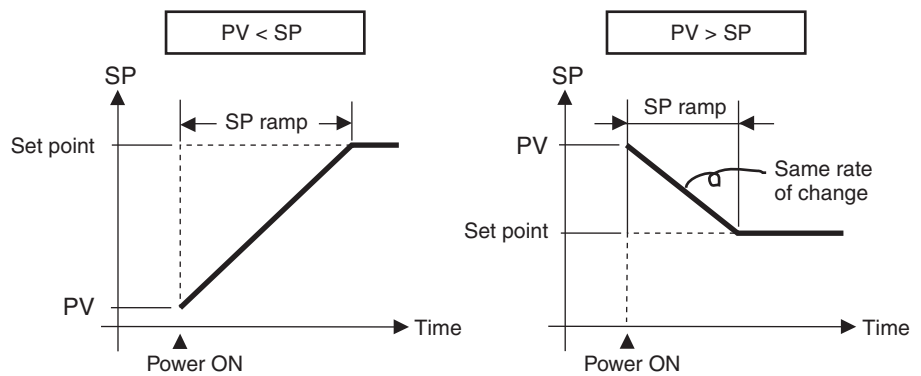 PV < SP
SP
SP ramp
Set point
PV
Time
Power ON
PV > SP
SP
SP ramp
PV
Same rate
of change
Set point
Time
Power ON